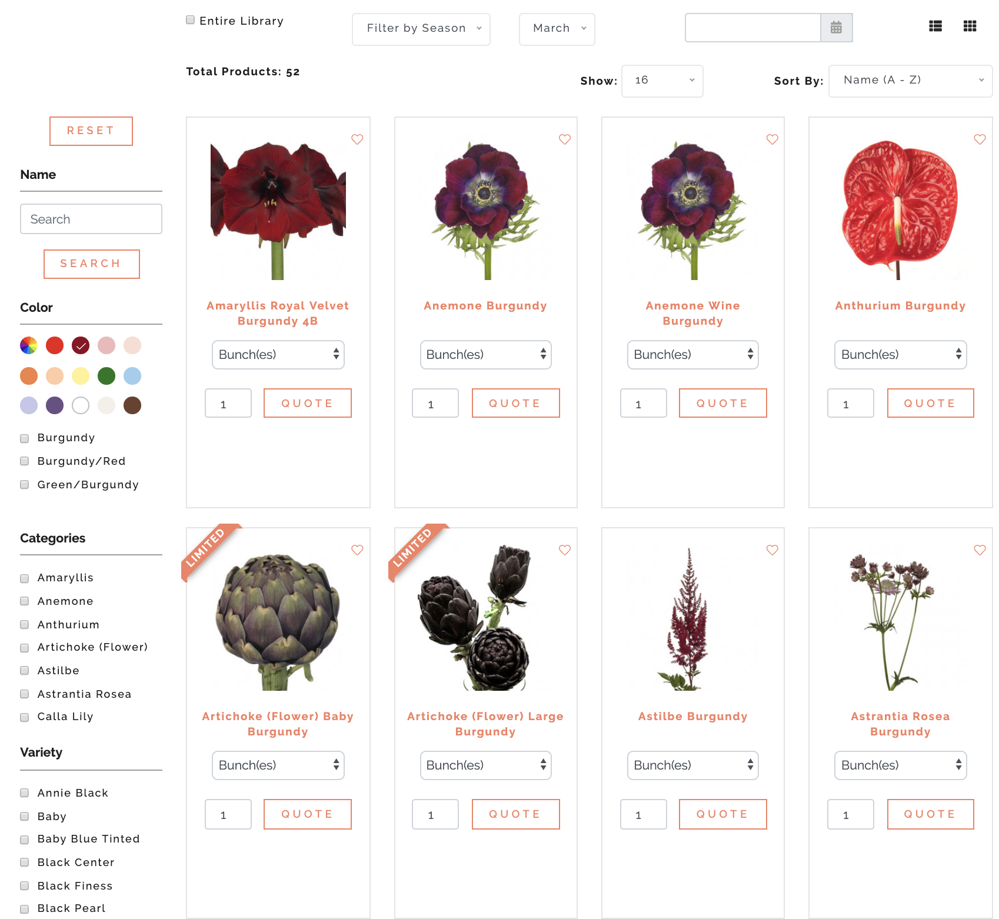 Entire Library
Filter by Season
March
Total Products: 52
Show:
16
Sort By:
Name (A - Z)
RESET
Name
Search
SEARCH
Color
Burgundy
Burgundy/Red
Green/Burgundy
Categories
Amaryllis
Anemone
Anthurium
Artichoke (Flower)
Astilbe
Astrantia Rosea
Calla Lily
Variety
Annie Black
Baby
Baby Blue Tinted
Black Center
Black Finess
Black Pearl
Amaryllis Royal Velvet
Burgundy 4B
Bunch(es)
1
QUOTE
Anemone Burgundy
Bunch(es)
1
QUOTE
Anemone Wine
Burgundy
Bunch(es)
1
QUOTE
Anthurium Burgundy
Bunch(es)
1
QUOTE
LIMITED
Artichoke (Flower) Baby
Burgundy
Bunch(es)
1
QUOTE
LIMITED
Artichoke (Flower) Large
Burgundy
Bunch(es)
1
QUOTE
Astilbe Burgundy
Bunch(es)
1
QUOTE
Astrantia Rosea
Burgundy
Bunch(es)
1
QUOTE